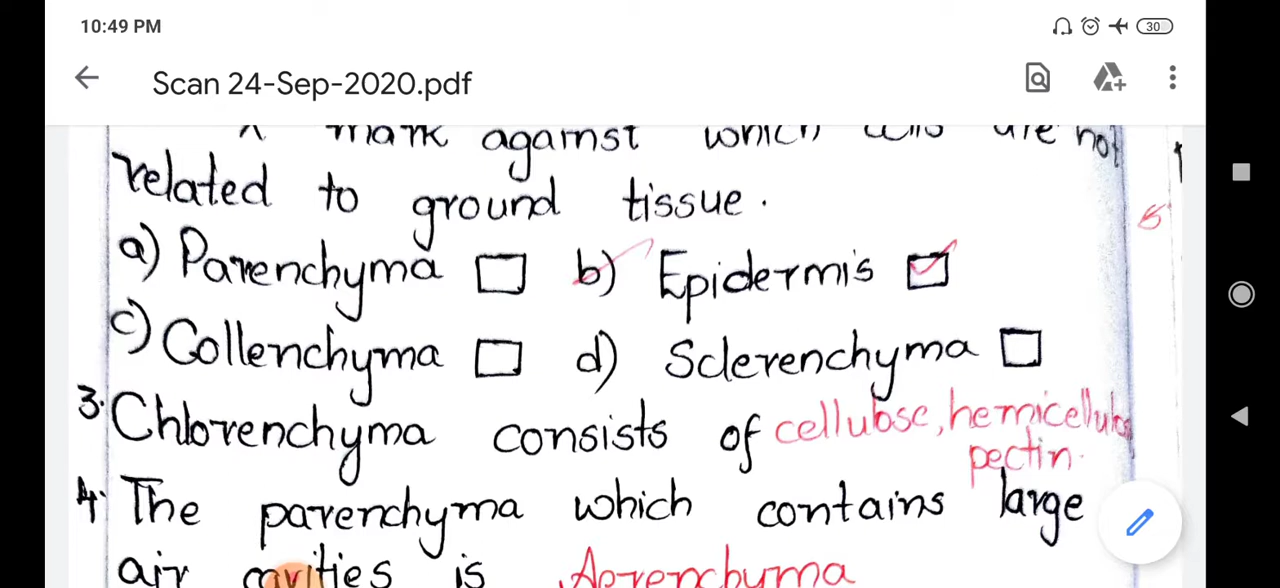 10:49 PM
30
Scan 24-Sep-2020.pdf
mark against which cells are not
related to ground tissue.
a) Parenchyma b) Epidermis
c) Collenchyma d) Sclerenchyma
3. Chlorenchyma consists of cellulose, hemicellulose
pectin.
4. The parenchyma which contains large
air cavities is Aerenchyma